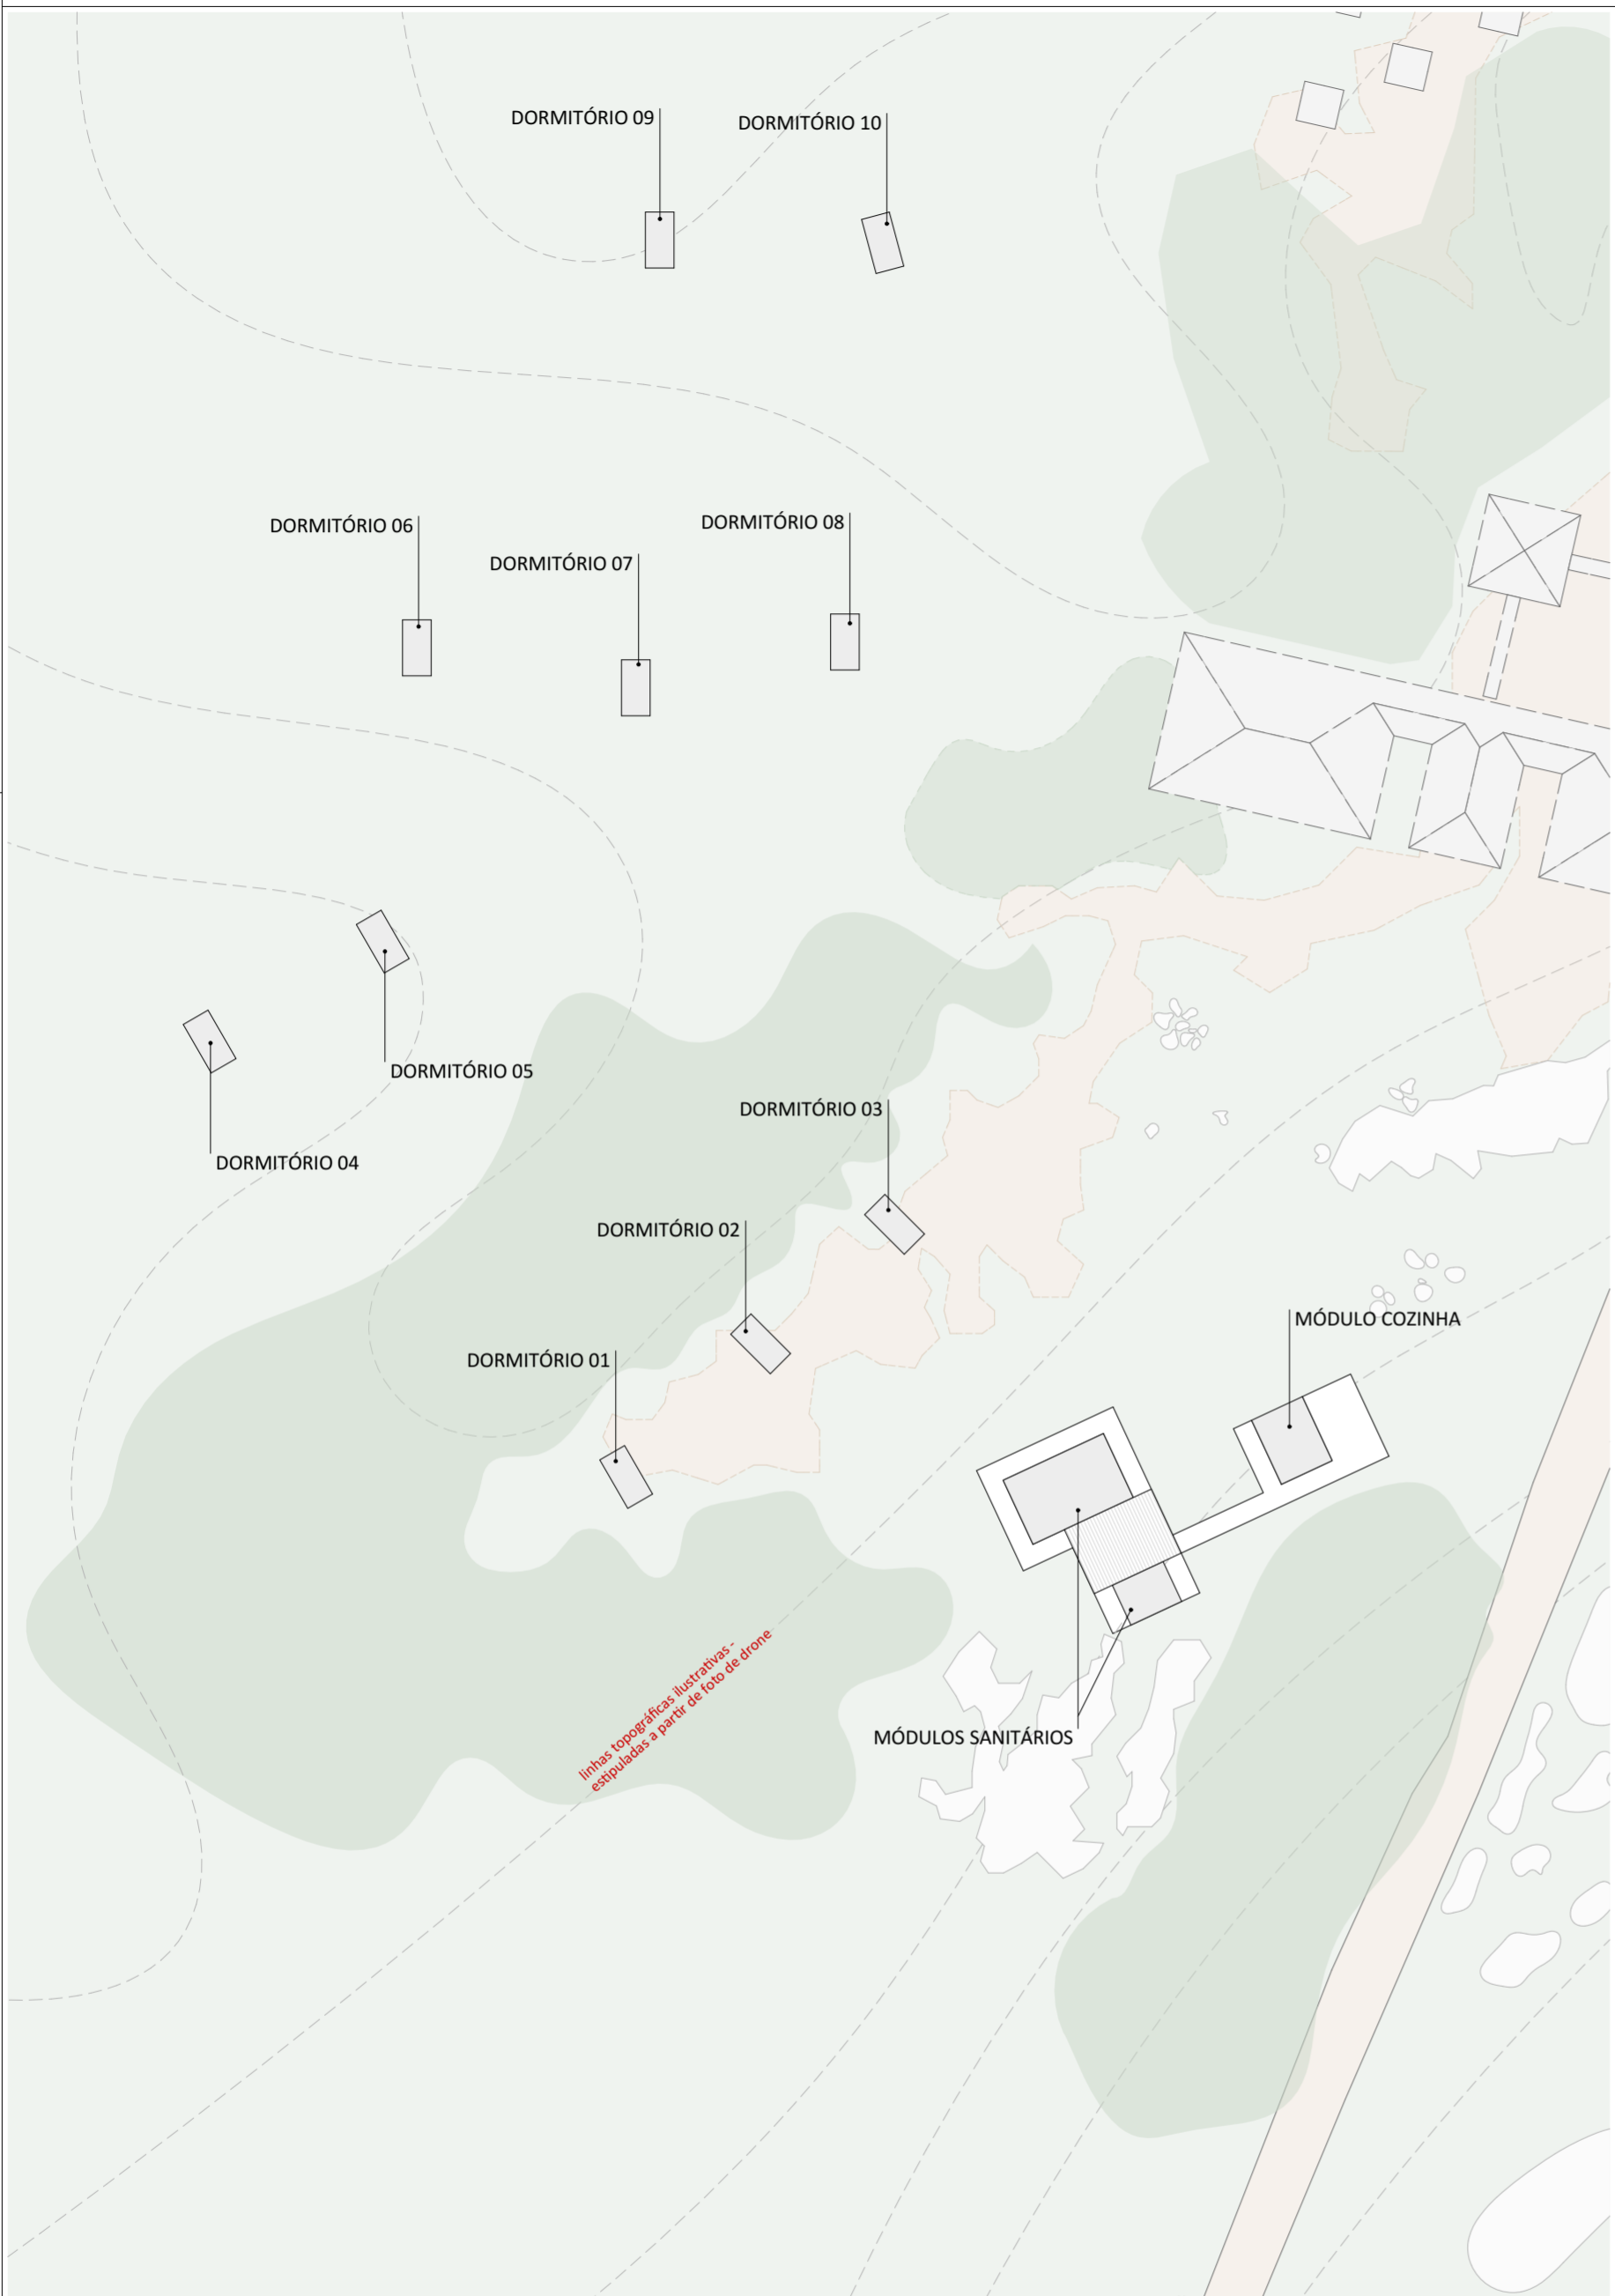 DORMITÓRIO 09
DORMITÓRIO 10
DORMITÓRIO 06
DORMITÓRIO 08
DORMITÓRIO 07
DORMITÓRIO 05
DORMITÓRIO 03
DORMITÓRIO 04
DORMITÓRIO 02
MÓDULO COZINHA
DORMITÓRIO 01
linhas topográficas ilustrativas -
estipuladas a partir de foto de drone
MÓDULOS SANITÁRIOS